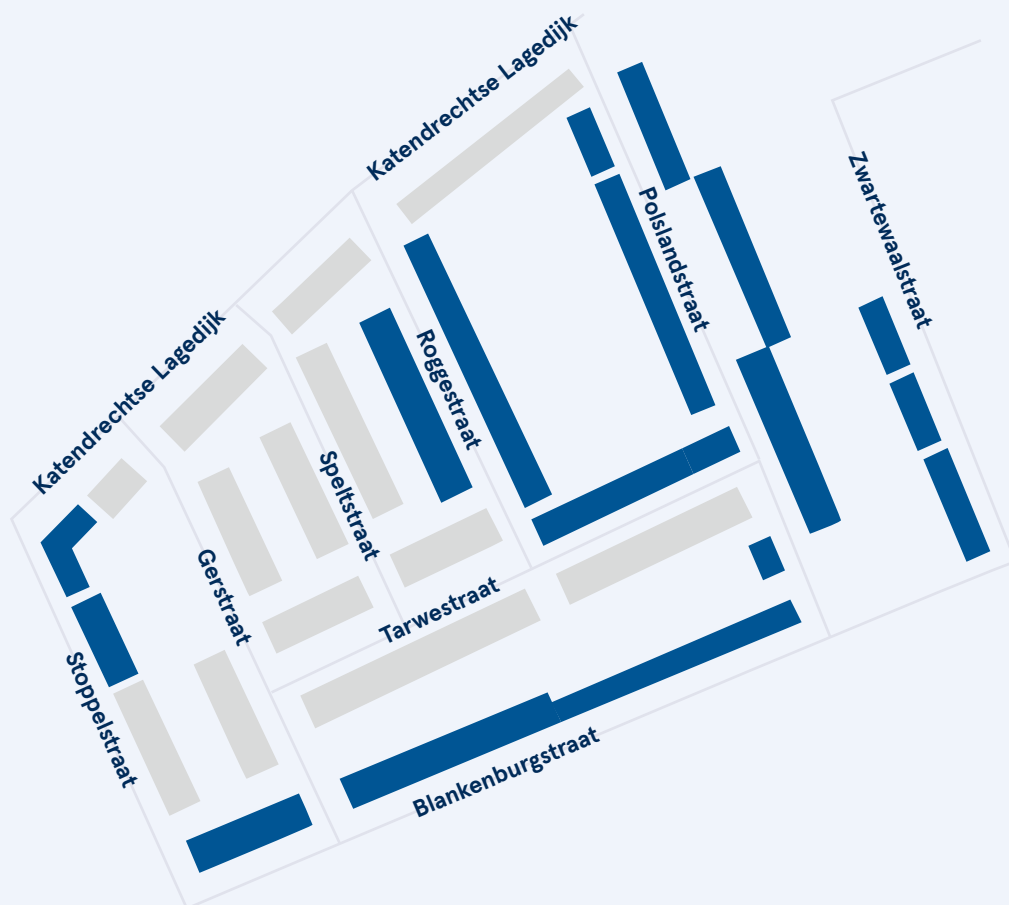 Katendrechtse Lagedijk
Polslandstraat
Zwartewaalstraat
Katendrechtse Lagedijk
Roggestraat
Speltstraat
Gerstraat
Tarwestraat
Stoppelstraat
Blankenburgstraat